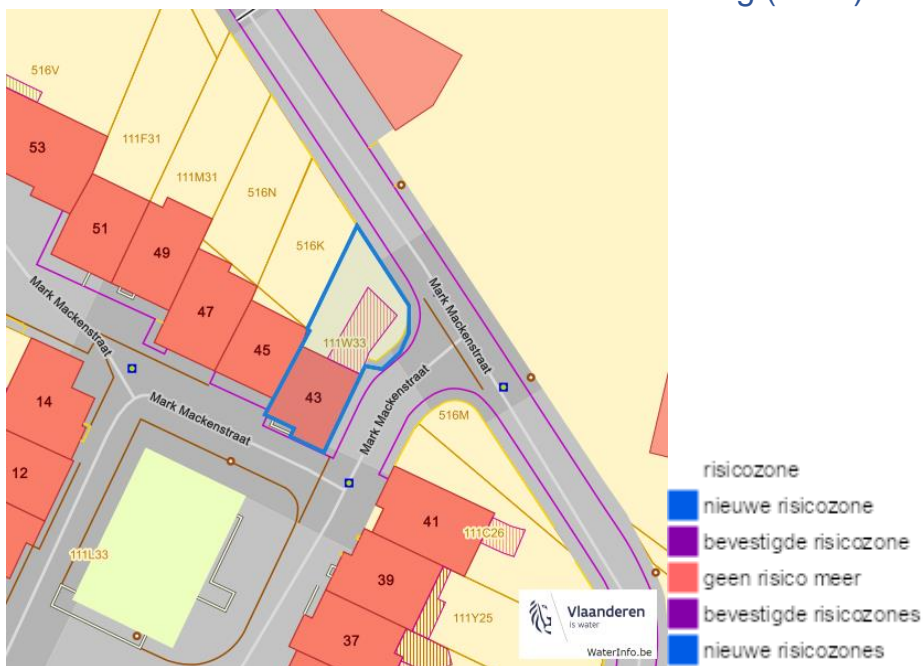 516V
53
111F31
111M31
516N
51
49
516K
Mark Mackenstraat
47
Mark Mackenstraat
45
111W33
43
Mark Mackenstraat
14
Mark Mackenstraat
516M
12
41
111C26
111L33
39
111Y25
37
Vlaanderen
is water
WaterInfo.be
risicozone
nieuwe risicozone
bevestigde risicozone
geen risico meer
bevestigde risicozones
nieuwe risicozones